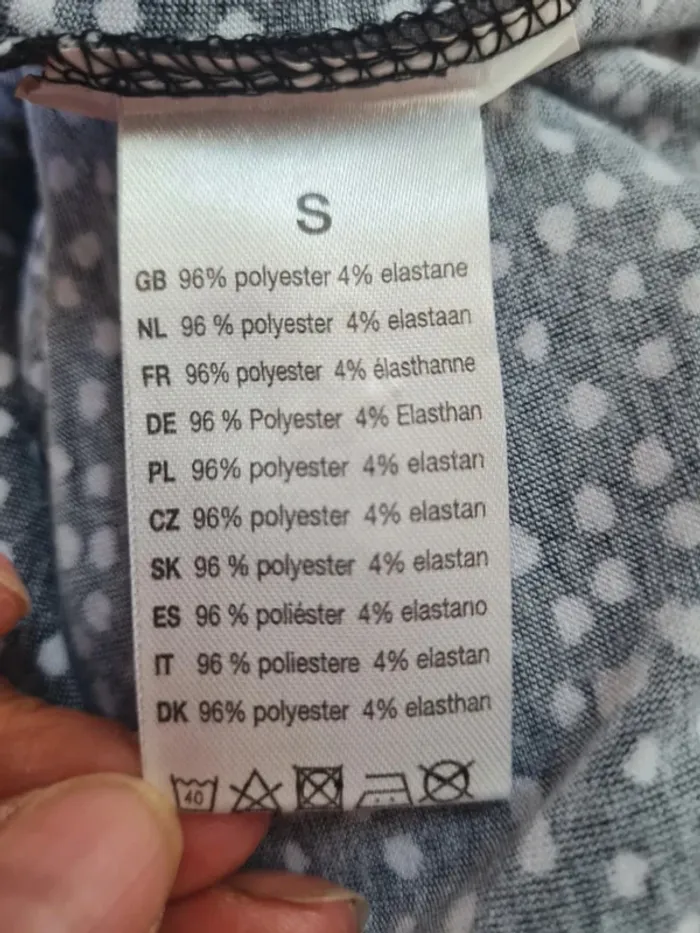 S
GB 96% polyester 4% elastane
NL 96 % polyester 4% elastaan
FR 96% polyester 4% élasthanne
DE 96 % Polyester 4% Elasthan
PL 96% polyester 4% elastan
CZ 96% polyester 4% elastan
SK 96 % polyester 4% elastan
ES 96 % poliéster 4% elastano
IT 96 % poliestere 4% elastan
DK 96% polyester 4% elasthan
40